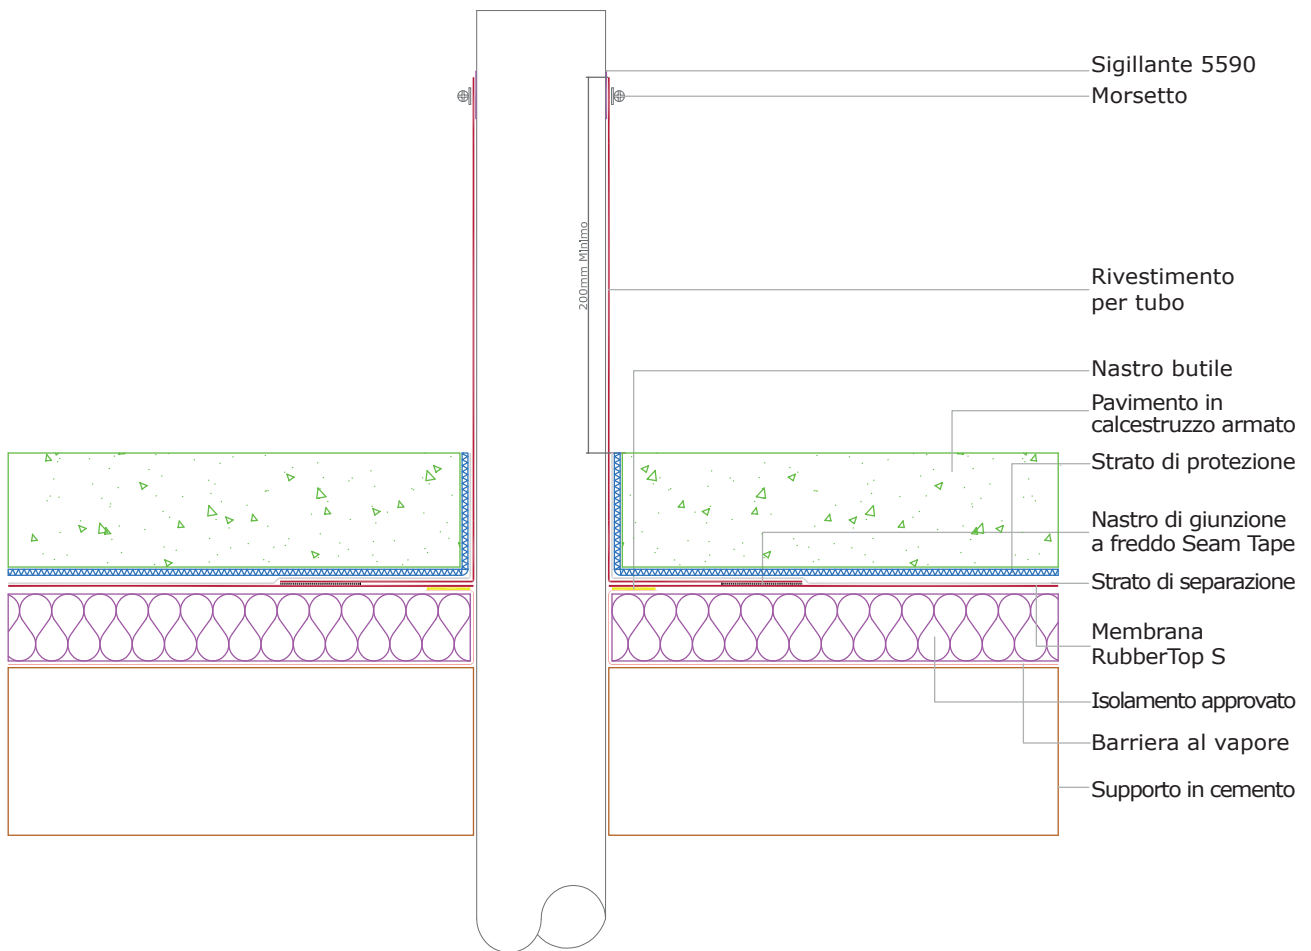 Sigillante 5590
Morsetto
200mm Minimo
Rivestimento
per tubo
Nastro butile
Pavimento in
calcestruzzo armato
Strato di protezione
Nastro di giunzione
a freddo Seam Tape
Strato di separazione
Membrana
RubberTop S
Isolamento approvato
Barriera al vapore
Supporto in cemento